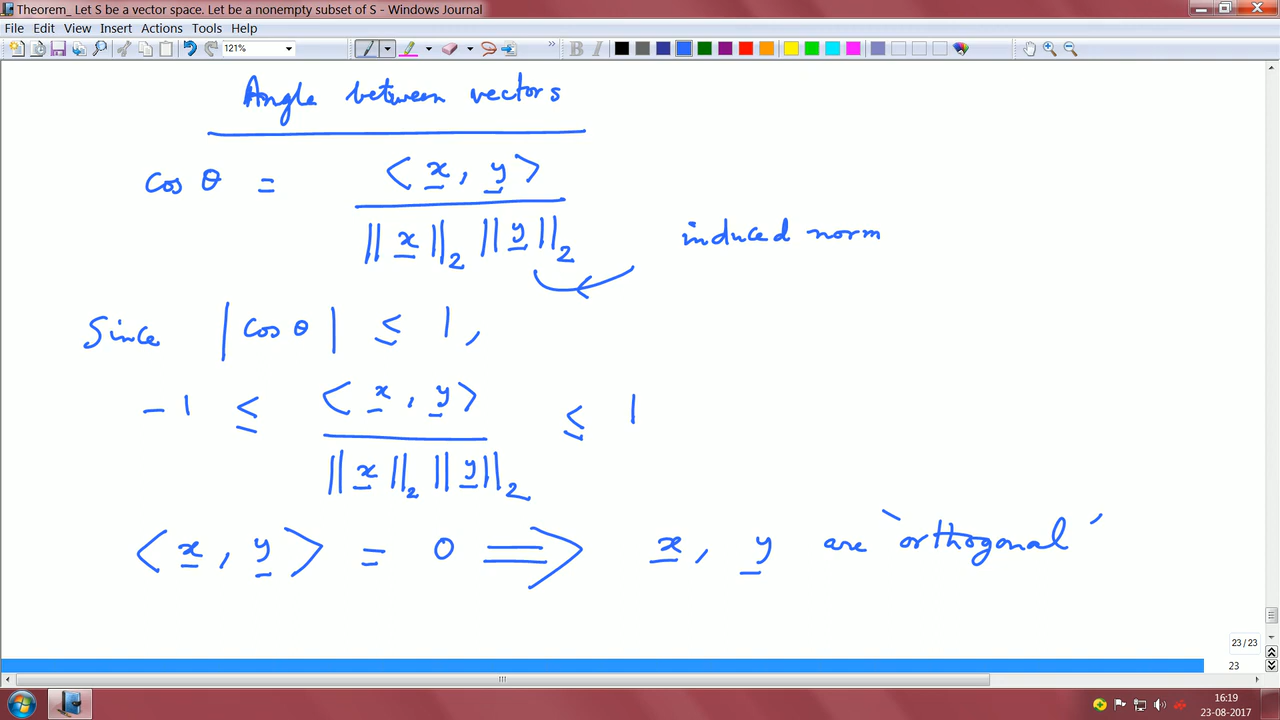 Theorem_ Let S be a vector space. Let be a nonempty subset of S - Windows Journal
File Edit View Insert Actions Tools Help
121%
Angle between vectors
cos θ = <x, y> / ||x||₂ ||y||₂
induced norm
Since |cos θ| ≤ 1,
-1 ≤ <x, y> / ||x||₂ ||y||₂ ≤ 1
<x, y> = 0 ⟹ x, y are 'orthogonal'
23/23
23
16:19
23-08-2017